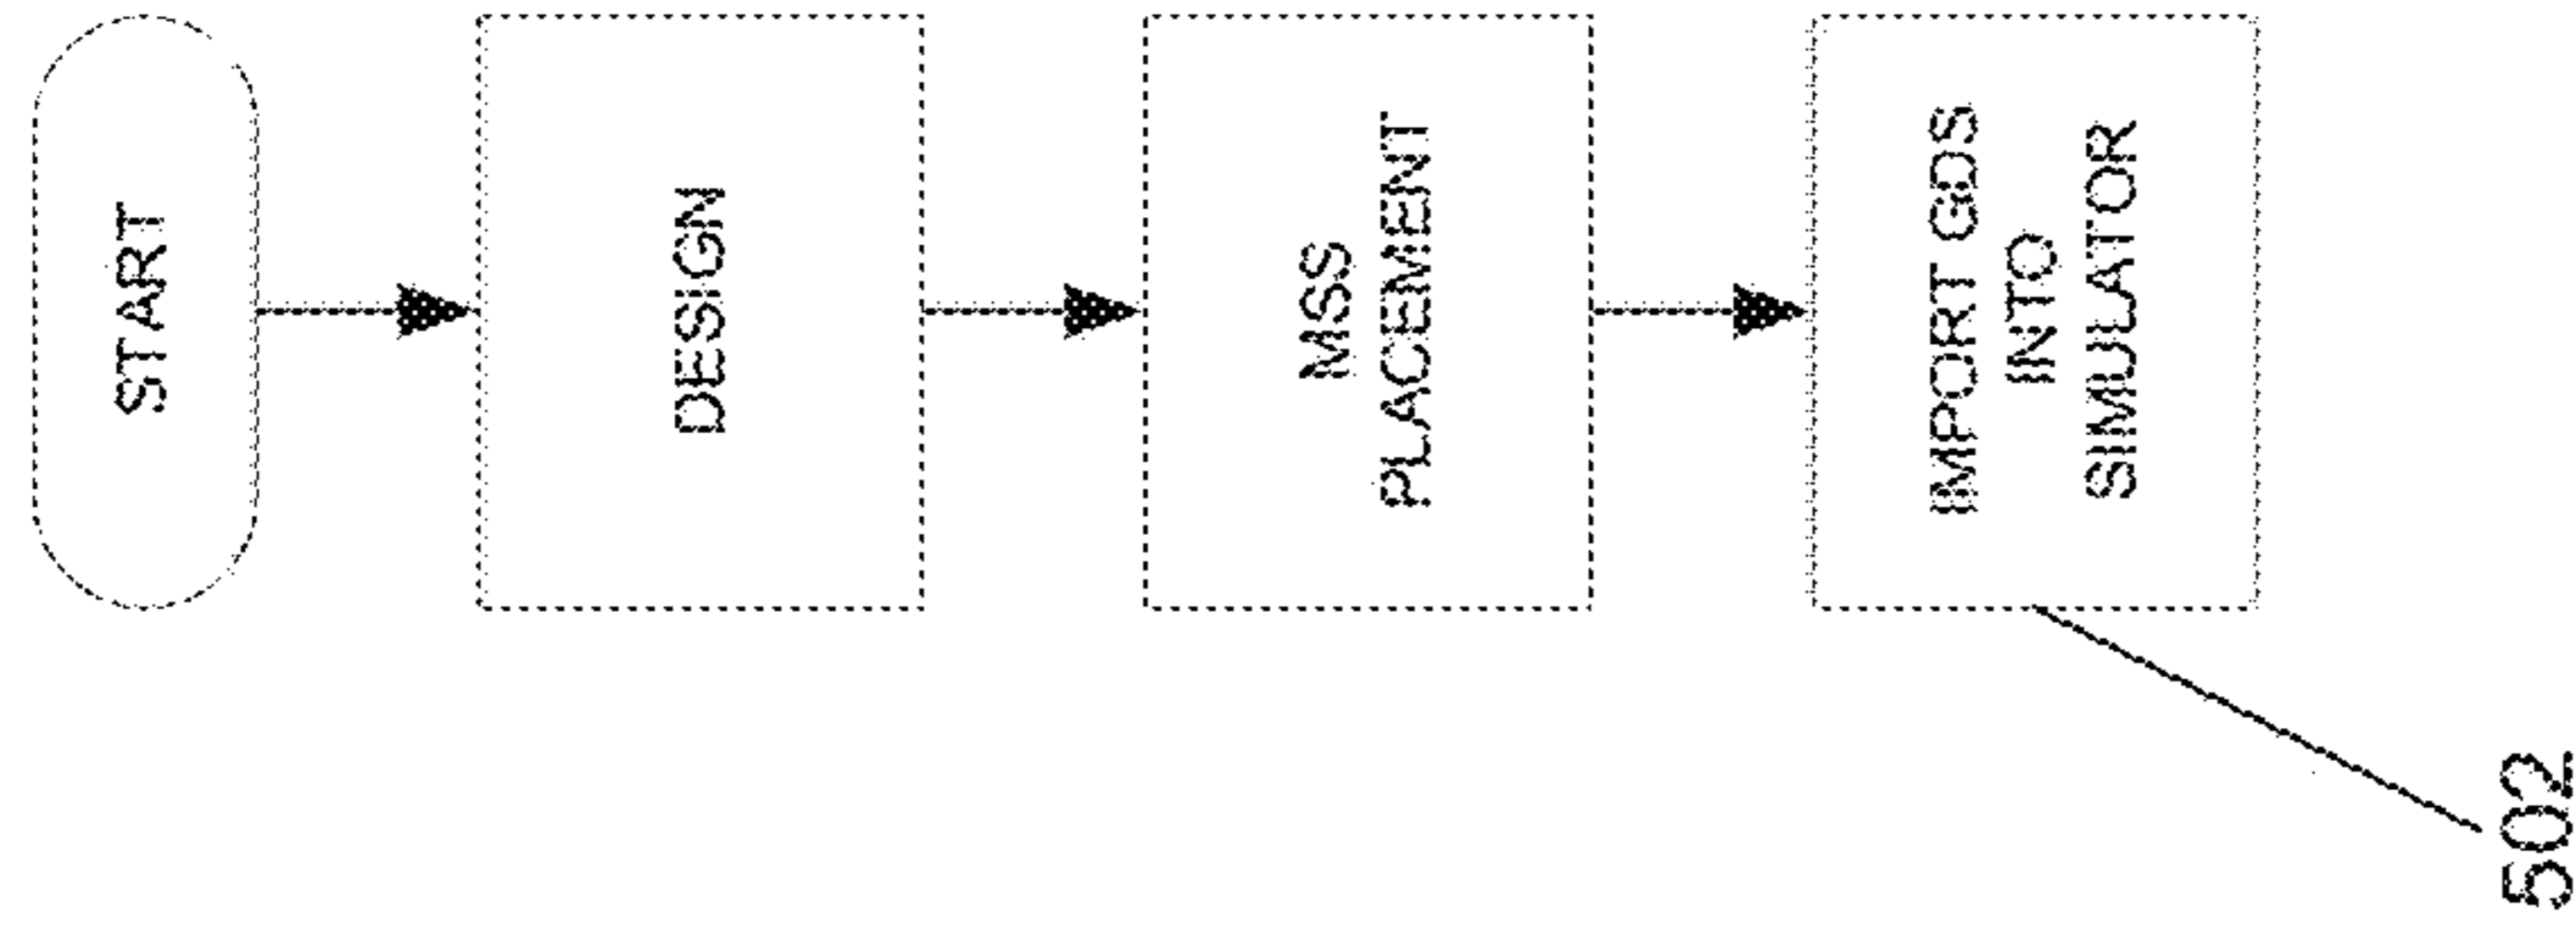 START
DESIGN
MSS
PLACEMENT
IMPORT GDS
INTO
SIMULATOR
502